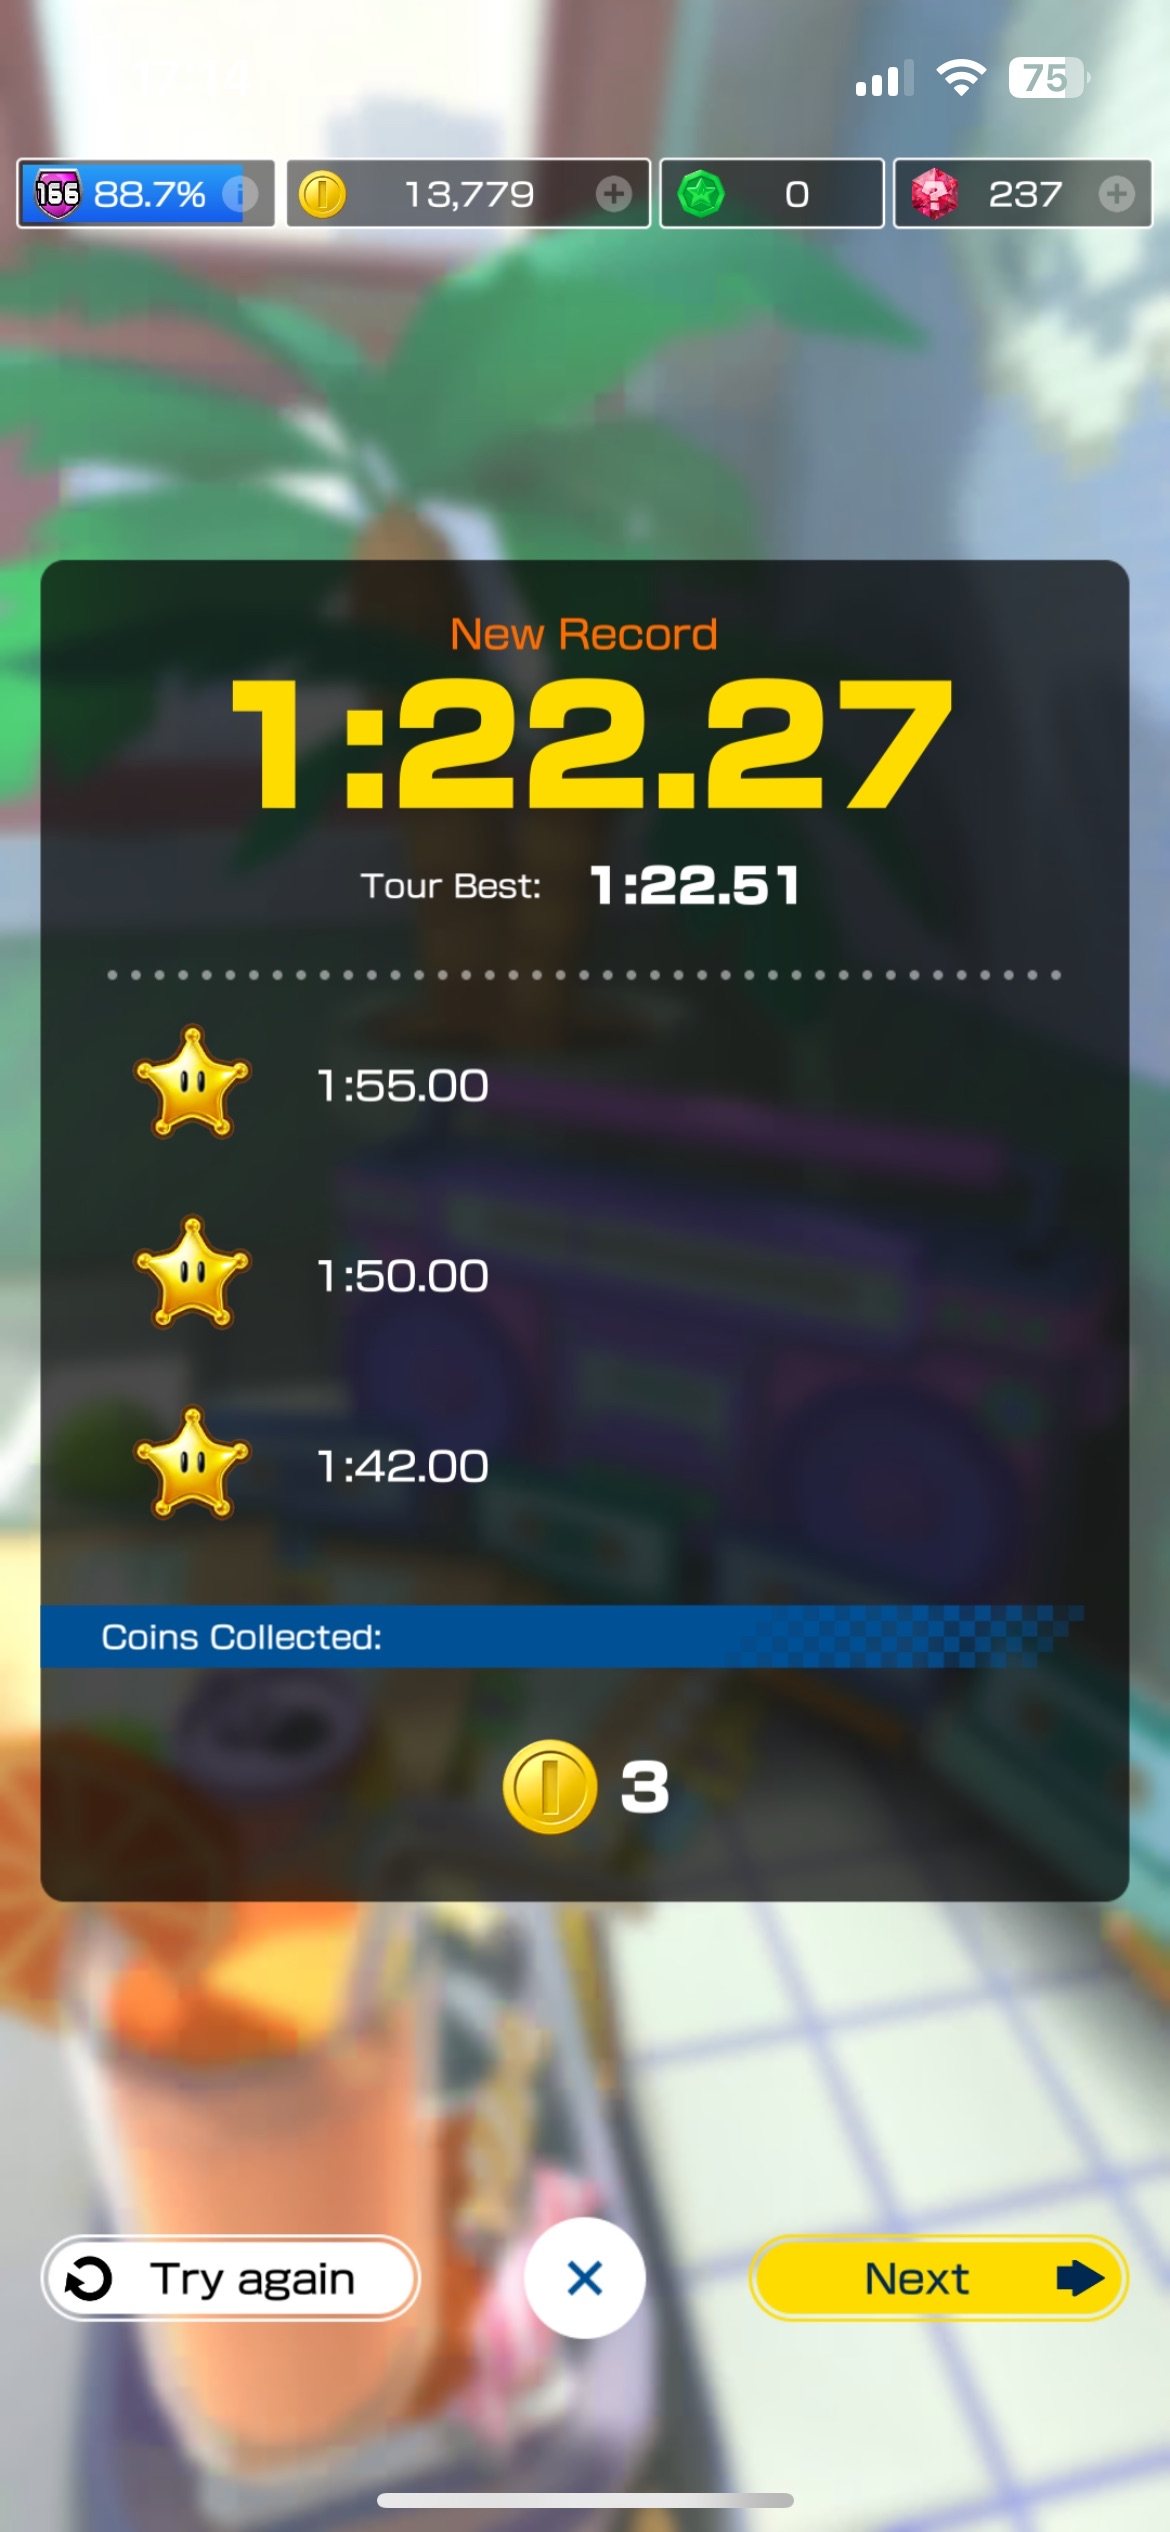 75
166 88.7% i 13,779 + 0 237 +
New Record
1:22.27
Tour Best: 1:22.51
1:55.00
1:50.00
1:42.00
Coins Collected:
3
Try again × Next